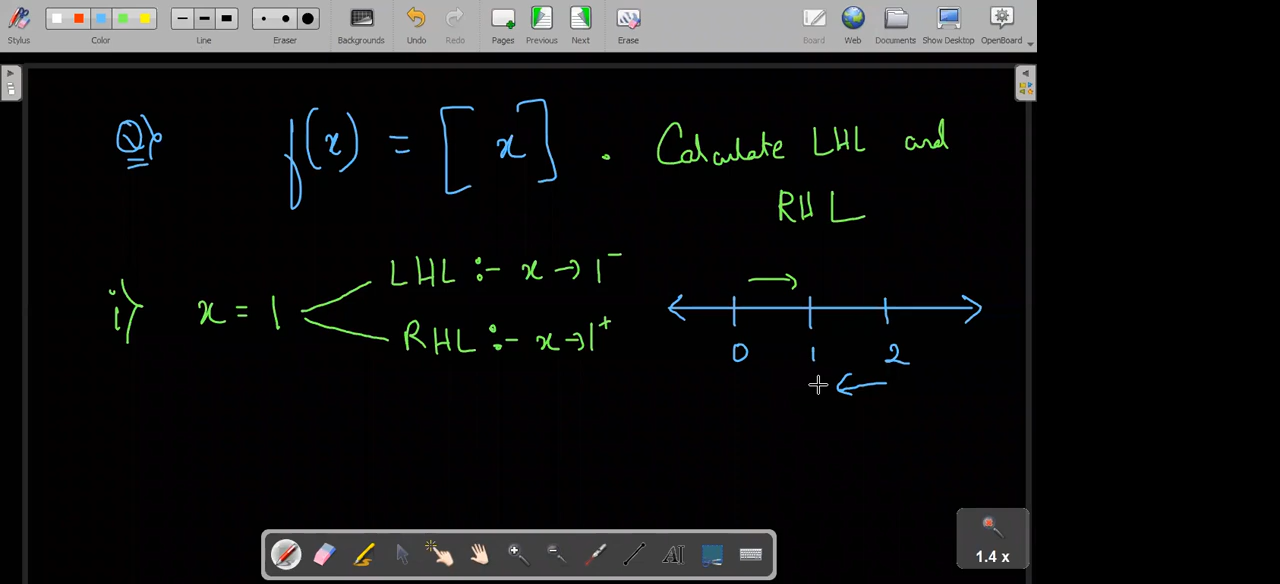 Stylus Color Line Eraser Backgrounds Undo Redo Pages Previous Next Erase Board Web Documents Show Desktop OpenBoard
Q) f(x) = [x] . Calculate LHL and
RHL
i) x = 1
LHL :- x → 1⁻
RHL :- x → 1⁺
0 1 2
1.4 x